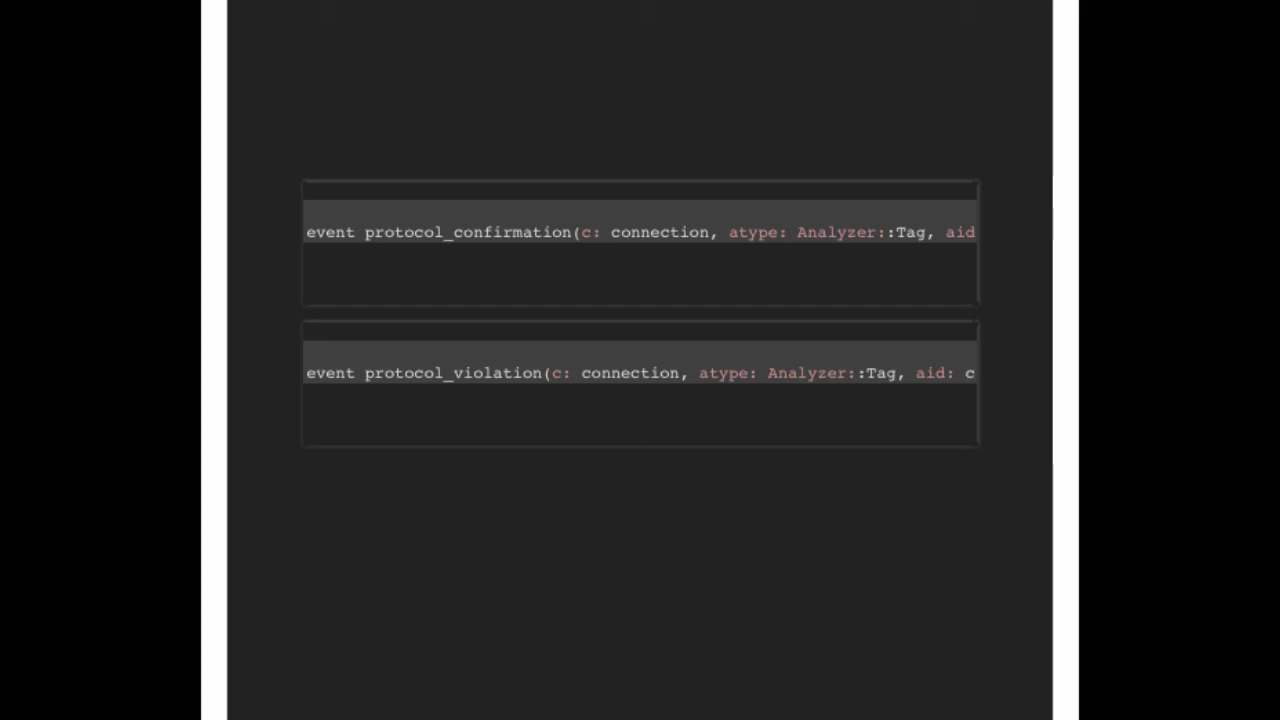 event protocol_confirmation(c: connection, atype: Analyzer::Tag, aid
event protocol_violation(c: connection, atype: Analyzer::Tag, aid: c